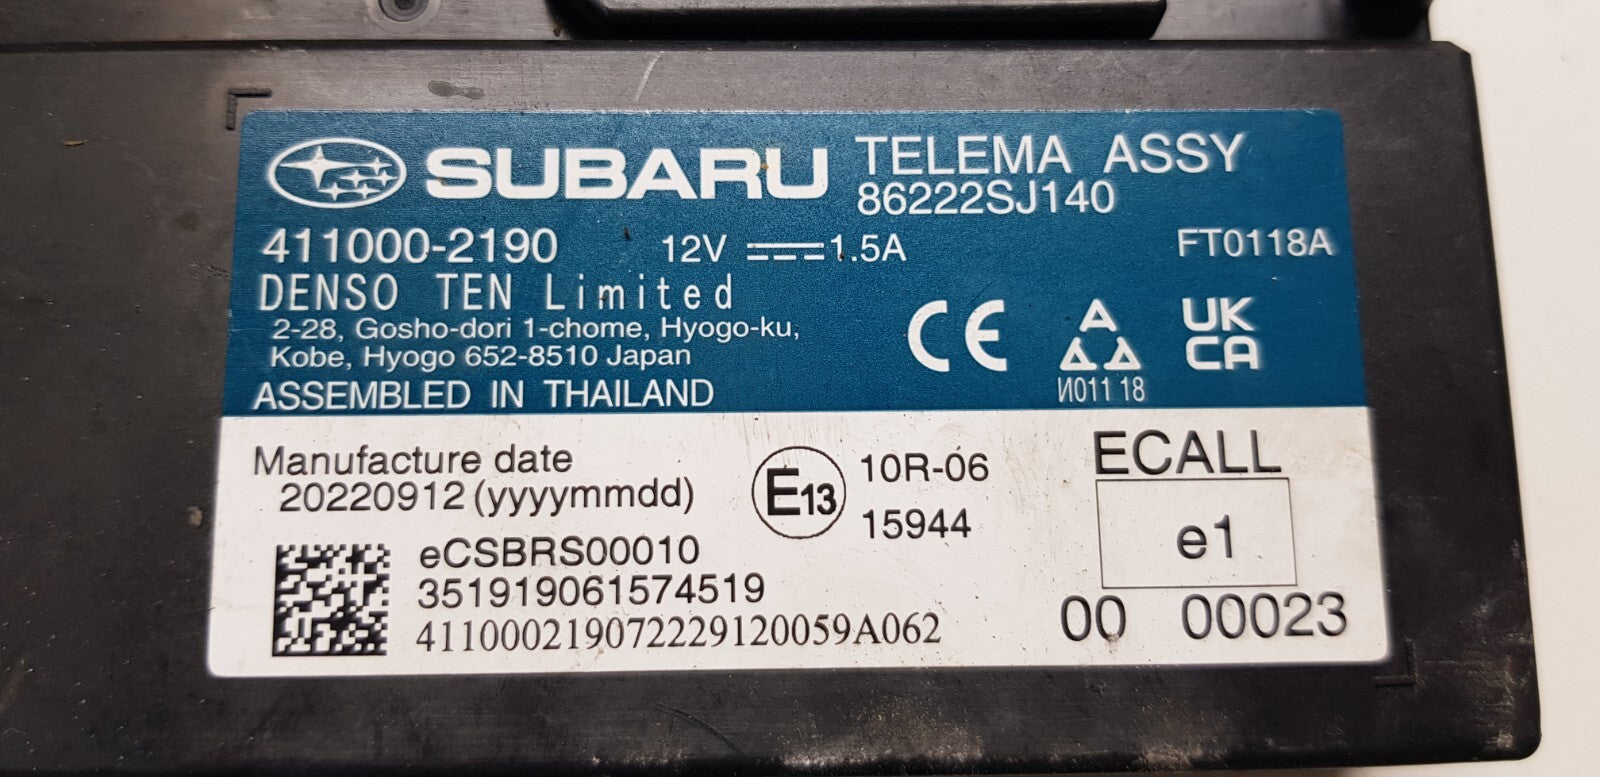 SUBARU TELEMA ASSY
86222SJ140
411000-2190 12V 1.5A FT0118A
DENSO TEN Limited
2-28, Gosho-dori 1-chome, Hyogo-ku,
Kobe, Hyogo 652-8510 Japan
ASSEMBLED IN THAILAND
CE
A
И011 18
UK
CA
Manufacture date
20220912 (yyyymmdd)
E13
10R-06
15944
ECALL
e1
00 00023
eCSBRS00010
351919061574519
411000219072229120059A062